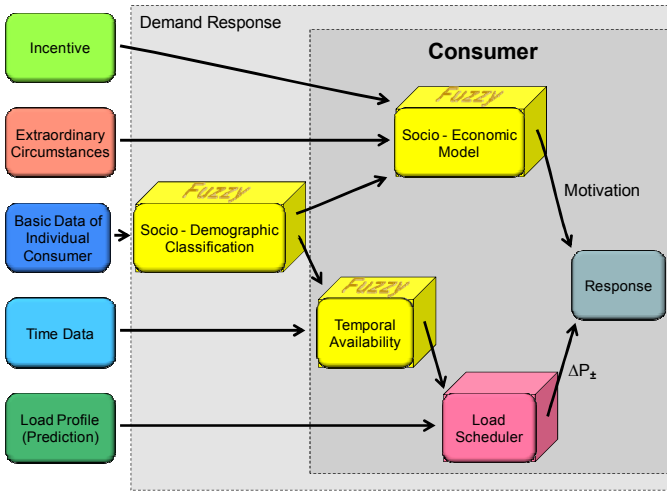 Demand Response
Consumer
Incentive
Fuzzy
Extraordinary
Circumstances
Socio - Economic
Model
Motivation
Fuzzy
Basic Data of
Individual
Consumer
Socio - Demographic
Classification
Response
Fuzzy
Time Data
Temporal
Availability
ΔP±
Load Profile
(Prediction)
Load
Scheduler